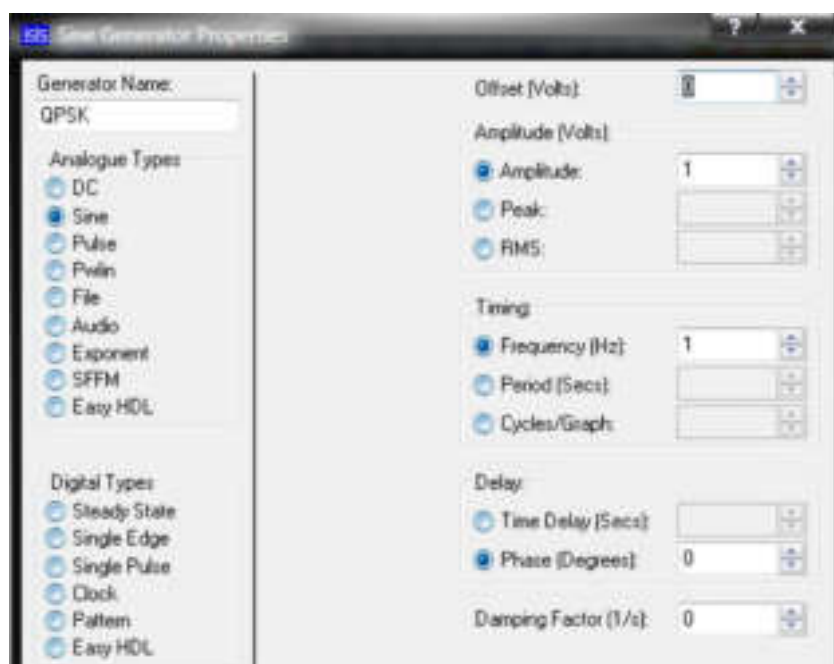 ISIS Sine Generator Properties
? X
Generator Name:
QPSK
Analogue Types
DC
Sine
Pulse
Pwlin
File
Audio
Exponent
SFFM
Easy HDL
Digital Types
Steady State
Single Edge
Single Pulse
Clock
Pattern
Easy HDL
Offset (Volts):
0
Amplitude (Volts):
Amplitude: 1
Peak:
RMS:
Timing:
Frequency (Hz): 1
Period (Secs):
Cycles/Graph:
Delay:
Time Delay (Secs):
Phase (Degrees): 0
Damping Factor (1/s): 0